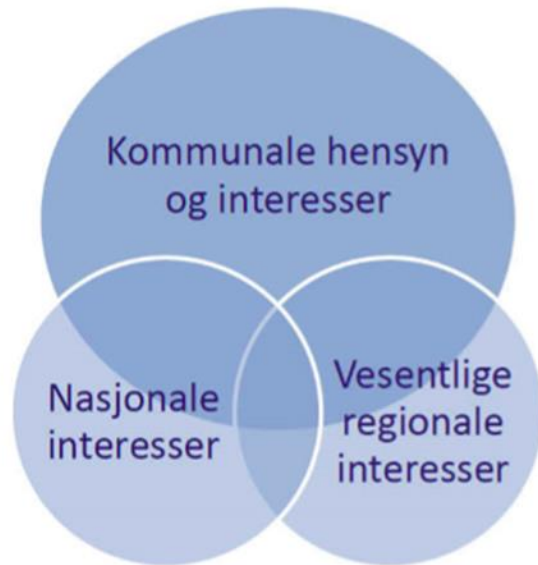 Kommunale hensyn
og interesser
Nasjonale
interesser
Vesentlige
regionale
interesser